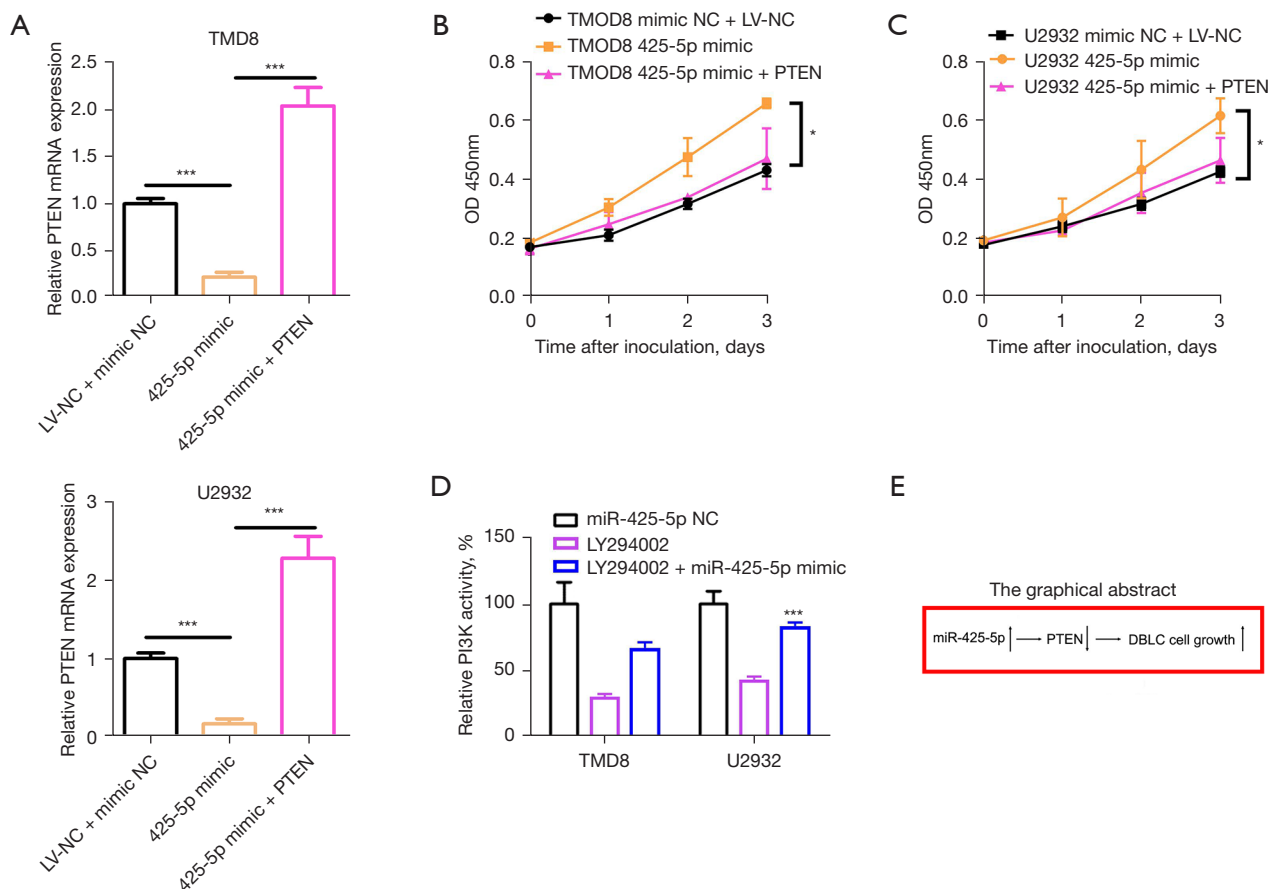 A
TMD8
Relative PTEN mRNA expression
2.5
2.0
1.5
1.0
0.5
0.0
***
***
LV-NC + mimic NC
425-5p mimic
425-5p mimic + PTEN
B
TMOD8 mimic NC + LV-NC
TMOD8 425-5p mimic
TMOD8 425-5p mimic + PTEN
OD 450nm
0.8
0.6
0.4
0.2
0.0
*
0 1 2 3
Time after inoculation, days
C
U2932 mimic NC + LV-NC
U2932 425-5p mimic
U2932 425-5p mimic + PTEN
OD 450nm
0.8
0.6
0.4
0.2
0.0
*
0 1 2 3
Time after inoculation, days
U2932
Relative PTEN mRNA expression
3
2
1
0
***
***
LV-NC + mimic NC
425-5p mimic
425-5p mimic + PTEN
D
miR-425-5p NC
LY294002
LY294002 + miR-425-5p mimic
Relative PI3K activity, %
150
100
50
0
***
TMD8 U2932
E
The graphical abstract
miR-425-5p PTEN DBLC cell growth